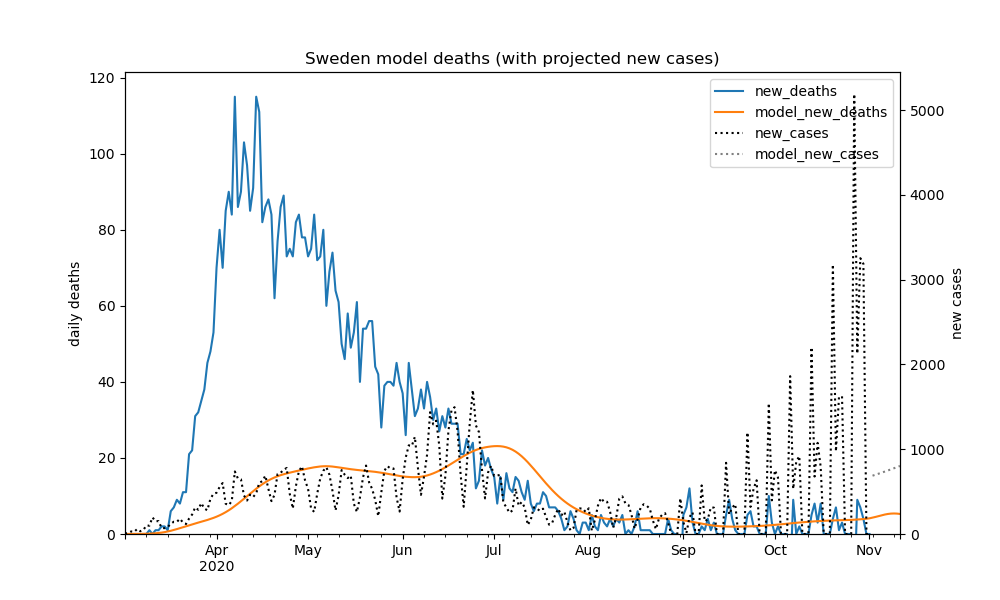 Sweden model deaths (with projected new cases)
new_deaths
model_new_deaths
new_cases
model_new_cases
daily deaths
120
100
80
60
40
20
0
new cases
5000
4000
3000
2000
1000
0
Apr May Jun Jul Aug Sep Oct Nov
2020